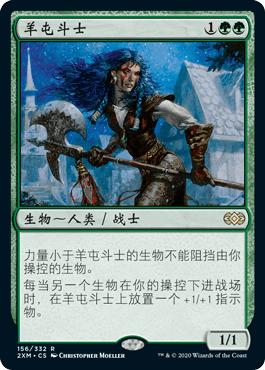 羊屯斗士 1
生物～人类 / 战士
力量小于羊屯斗士的生物不能阻挡由你
操控的生物。
每当另一个生物在你的操控下进战场
时，在羊屯斗士上放置一个 +1/+1 指示
物。
1/1
156/332 R
2XM • CS Christopher Moeller
™ & © 2020 Wizards of the Coast